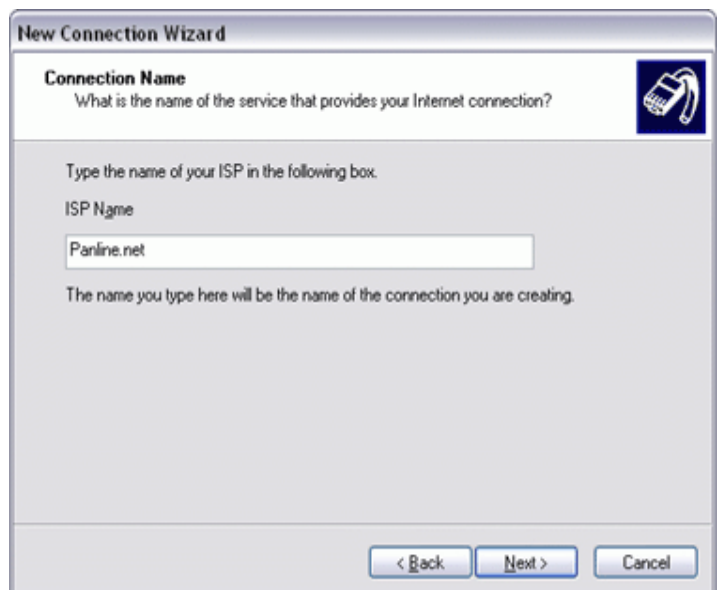 New Connection Wizard
Connection Name
What is the name of the service that provides your Internet connection?
Type the name of your ISP in the following box.
ISP Name
Panline.net
The name you type here will be the name of the connection you are creating.
< Back Next > Cancel